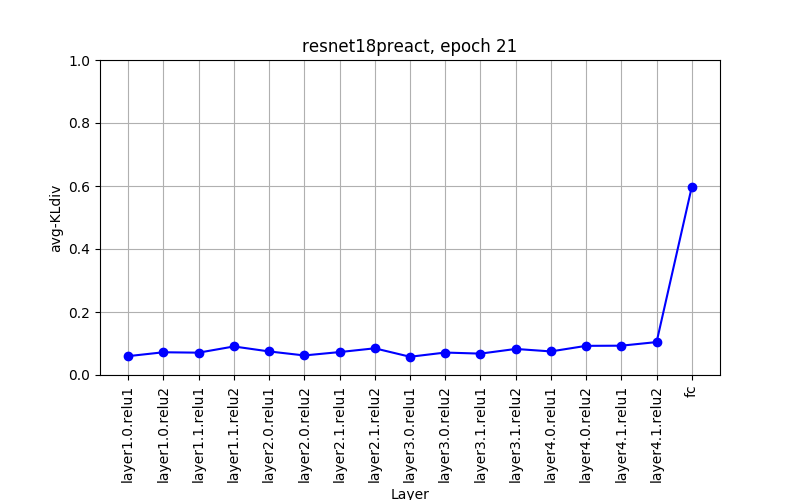 resnet18preact, epoch 21
avg-KLdiv
1.0
0.8
0.6
0.4
0.2
0.0
layer1.0.relu1
layer1.0.relu2
layer1.1.relu1
layer1.1.relu2
layer2.0.relu1
layer2.0.relu2
layer2.1.relu1
layer2.1.relu2
layer3.0.relu1
layer3.0.relu2
layer3.1.relu1
layer3.1.relu2
layer4.0.relu1
layer4.0.relu2
layer4.1.relu1
layer4.1.relu2
fc
Layer